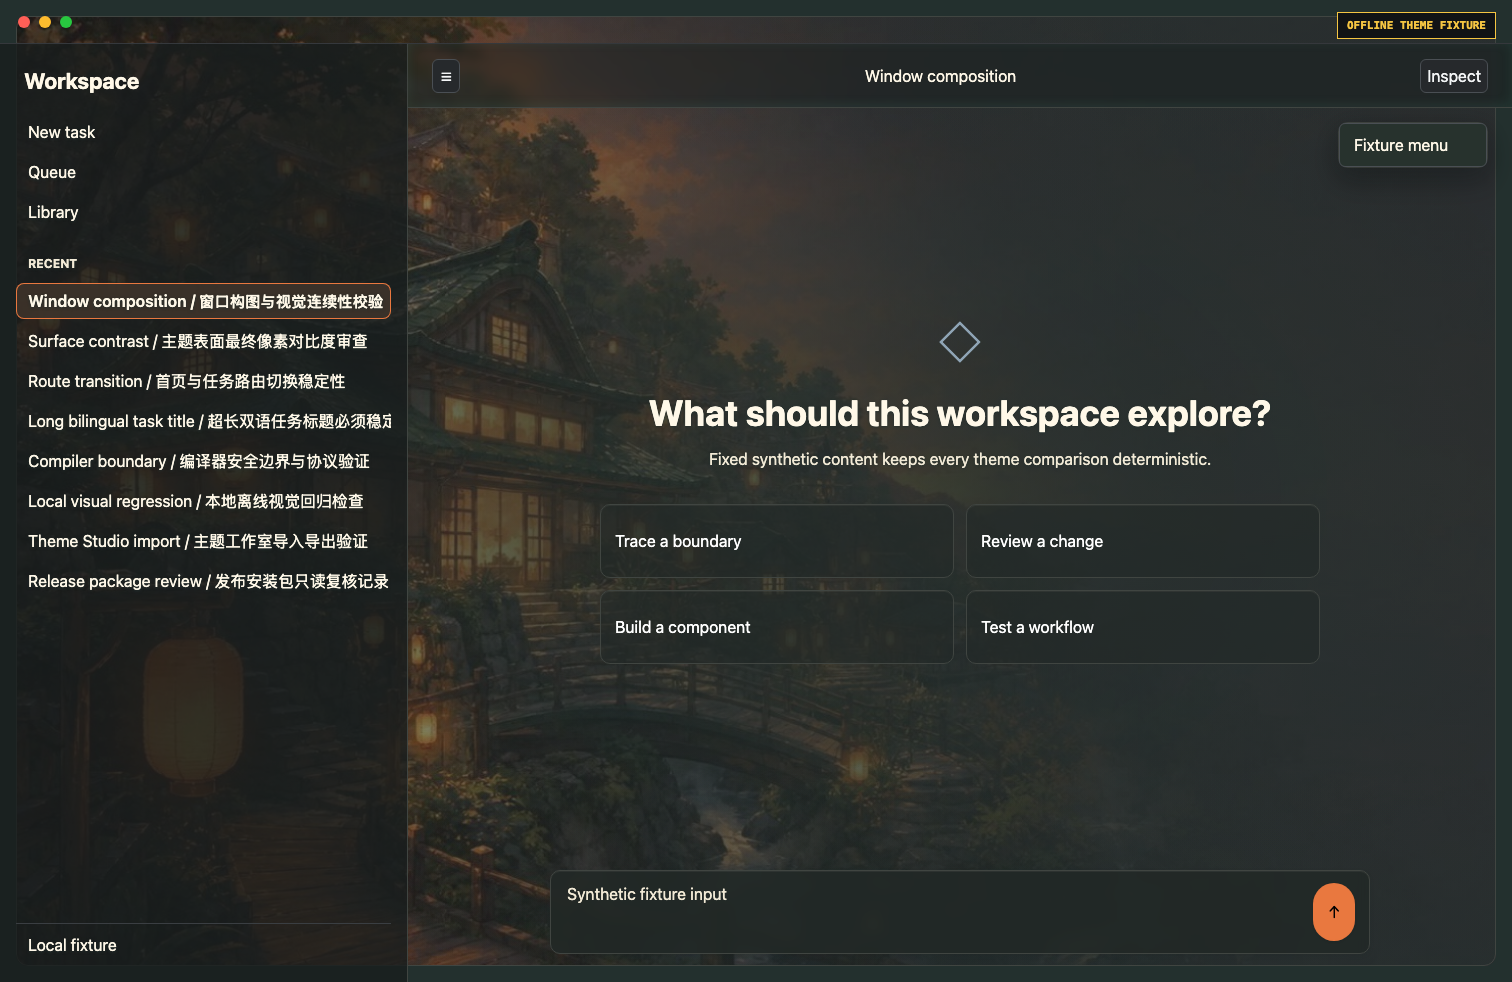 OFFLINE THEME FIXTURE
Workspace
New task
Queue
Library
RECENT
Window composition / 窗口构图与视觉连续性校验
Surface contrast / 主题表面最终像素对比度审查
Route transition / 首页与任务路由切换稳定性
Long bilingual task title / 超长双语任务标题必须稳定
Compiler boundary / 编译器安全边界与协议验证
Local visual regression / 本地离线视觉回归检查
Theme Studio import / 主题工作室导入导出验证
Release package review / 发布安装包只读复核记录
Local fixture
Window composition
Inspect
Fixture menu
What should this workspace explore?
Fixed synthetic content keeps every theme comparison deterministic.
Trace a boundary
Review a change
Build a component
Test a workflow
Synthetic fixture input